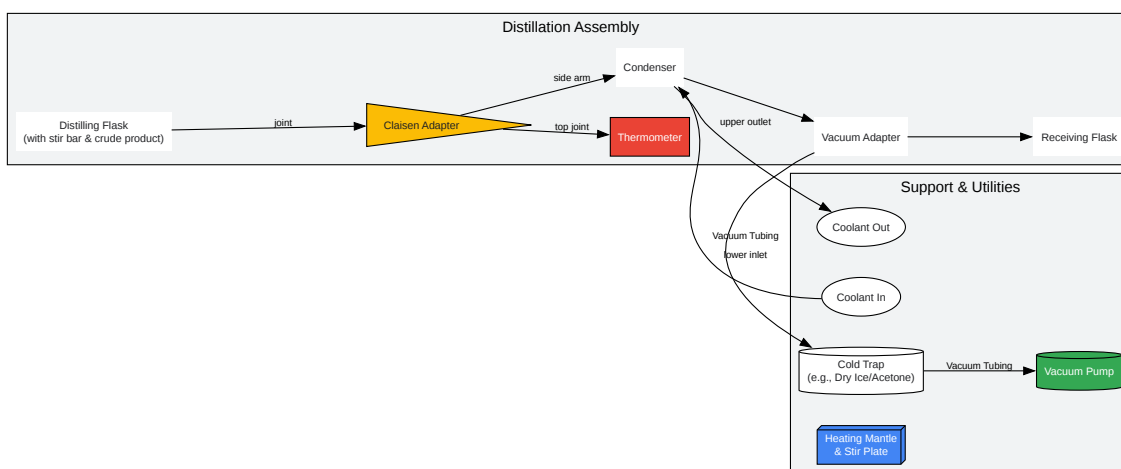 Distillation Assembly
Condenser
side arm
Distilling Flask
(with stir bar & crude product)
joint
Claisen Adapter
top joint
Thermometer
upper outlet
Vacuum Adapter
Receiving Flask
Support & Utilities
Coolant Out
Vacuum Tubing
lower inlet
Coolant In
Cold Trap
(e.g., Dry Ice/Acetone)
Vacuum Tubing
Vacuum Pump
Heating Mantle
& Stir Plate